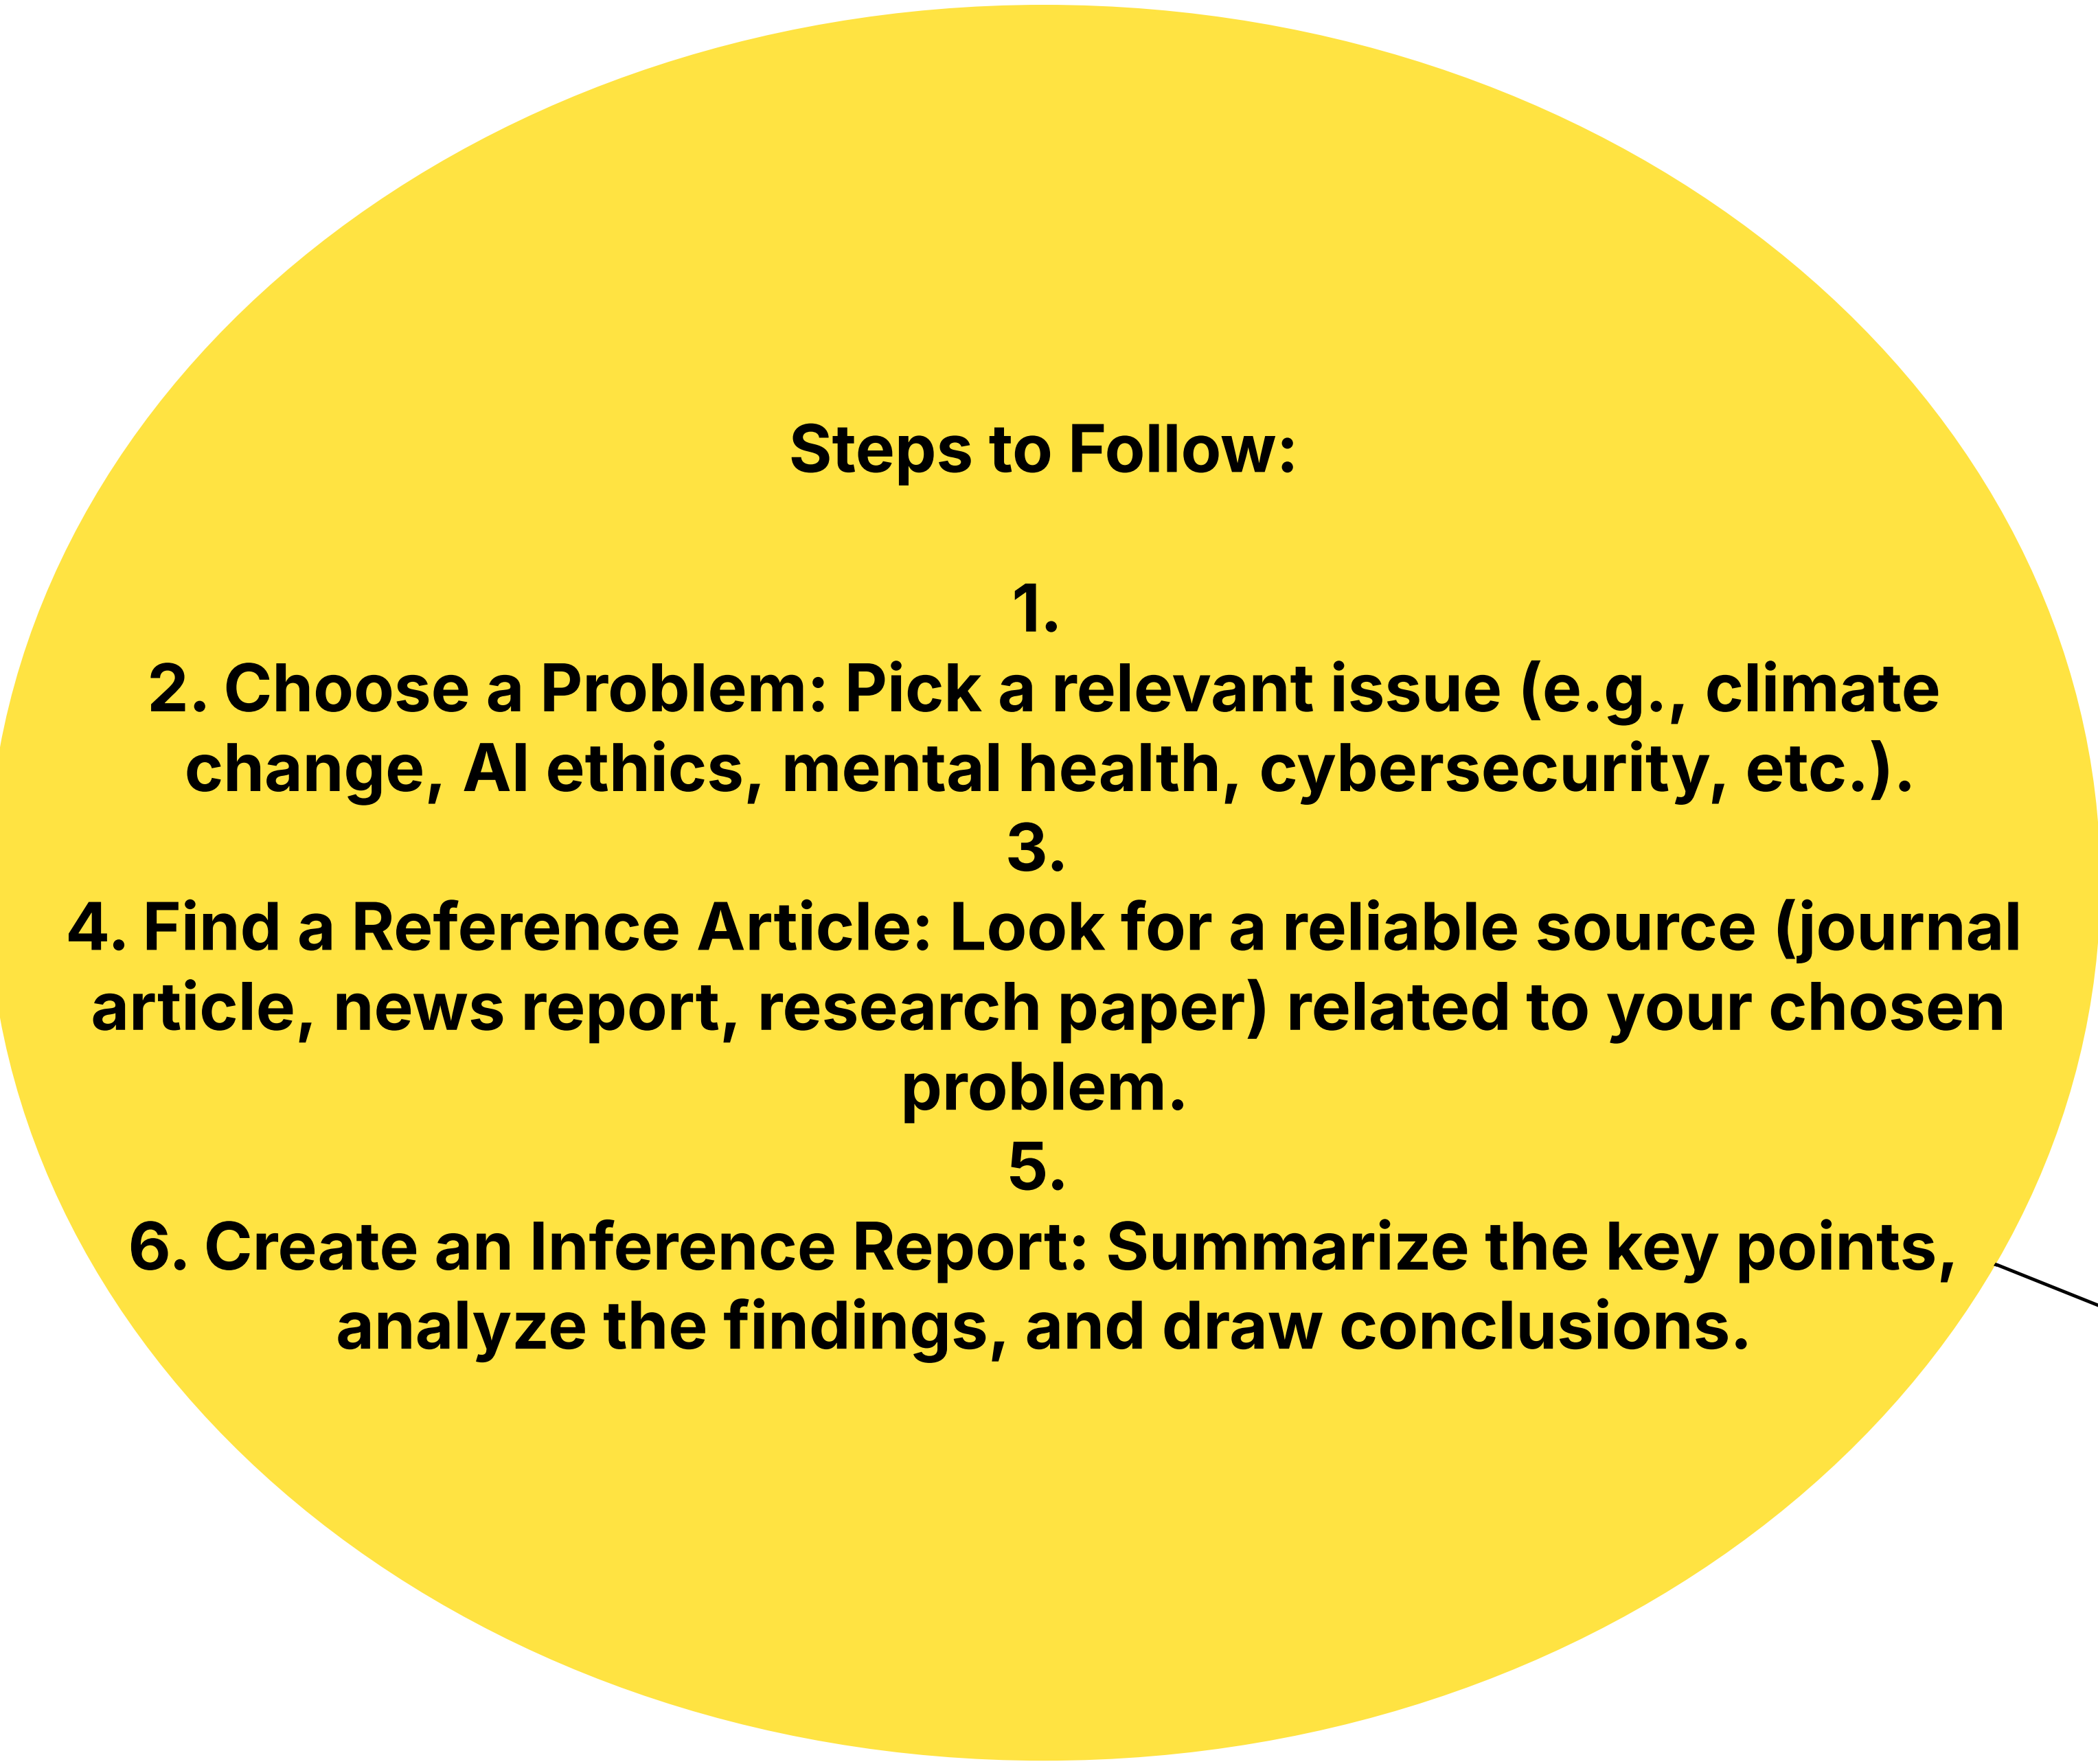 Steps to Follow:
1.
2. Choose a Problem: Pick a relevant issue (e.g., climate
change, AI ethics, mental health, cybersecurity, etc.).
3.
4. Find a Reference Article: Look for a reliable source (journal
article, news report, research paper) related to your chosen
problem.
5.
6. Create an Inference Report: Summarize the key points,
analyze the findings, and draw conclusions.